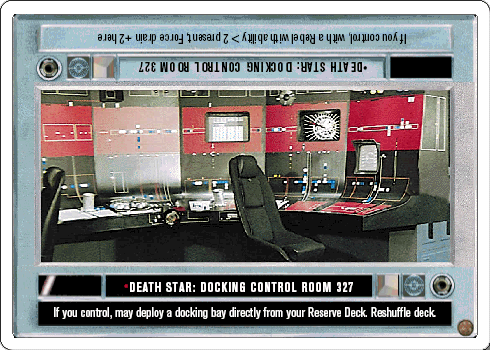 If you control, with a Rebel with ability > 2 present, Force drain +2 here
•DEATH STAR: DOCKING CONTROL ROOM 327
•DEATH STAR: DOCKING CONTROL ROOM 327
If you control, may deploy a docking bay directly from your Reserve Deck. Reshuffle deck.